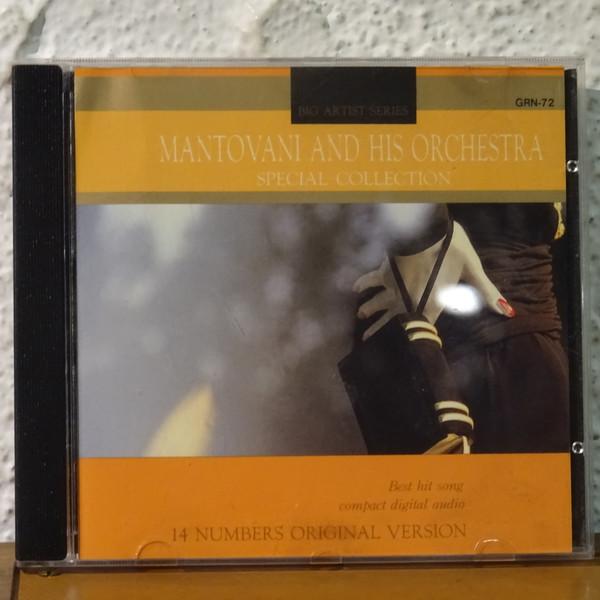 BIG ARTIST SERIES
GRN-72
MANTOVANI AND HIS ORCHESTRA
SPECIAL COLLECTION
Best hit song
compact digital audio
14 NUMBERS ORIGINAL VERSION